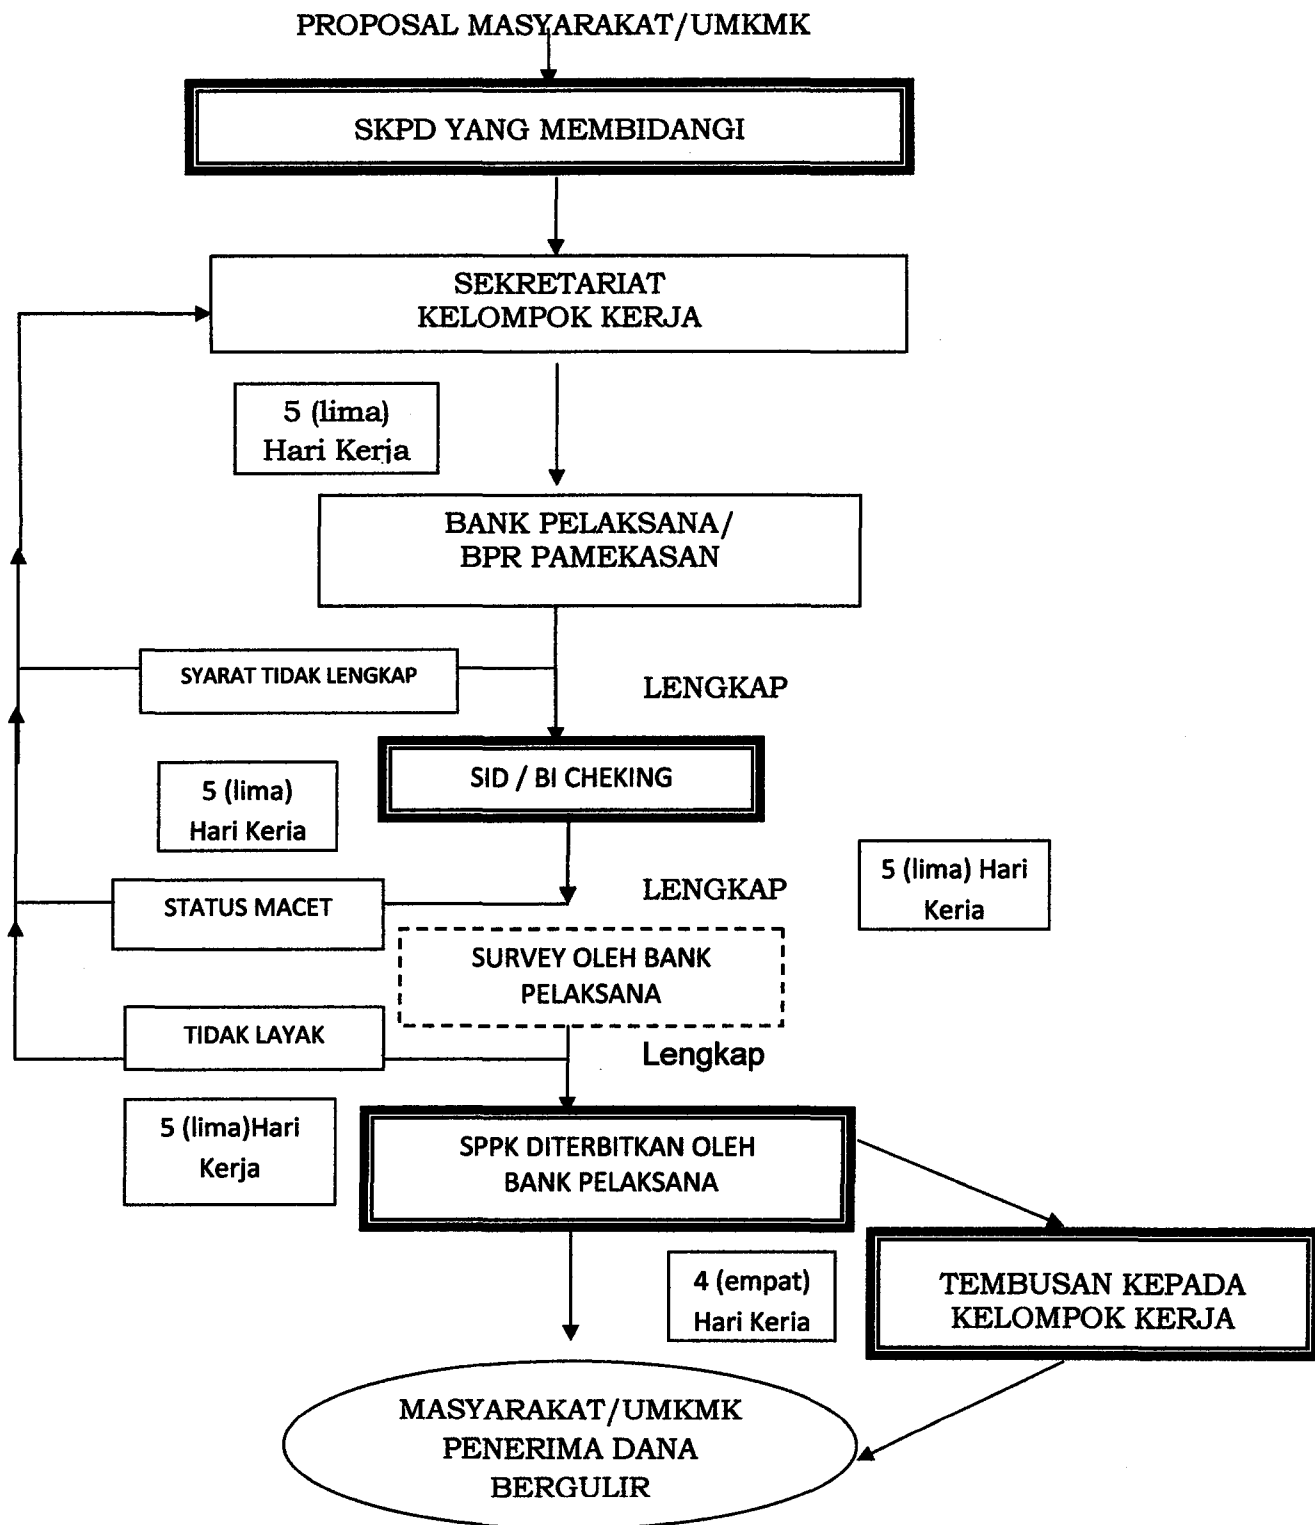 PROPOSAL MASYARAKAT/UMKMK
SKPD YANG MEMBIDANGI
SEKRETARIAT
KELOMPOK KERJA
5 (lima)
Hari Kerja
BANK PELAKSANA/
BPR PAMEKASAN
SYARAT TIDAK LENGKAP
LENGKAP
SID / BI CHEKING
5 (lima)
Hari Keria
5 (lima) Hari
Keria
STATUS MACET
LENGKAP
SURVEY OLEH BANK
PELAKSANA
TIDAK LAYAK
Lengkap
5 (lima)Hari
Kerja
SPPK DITERBITKAN OLEH
BANK PELAKSANA
4 (empat)
Hari Keria
TEMBUSAN KEPADA
KELOMPOK KERJA
MASYARAKAT/UMKMK
PENERIMA DANA
BERGULIR